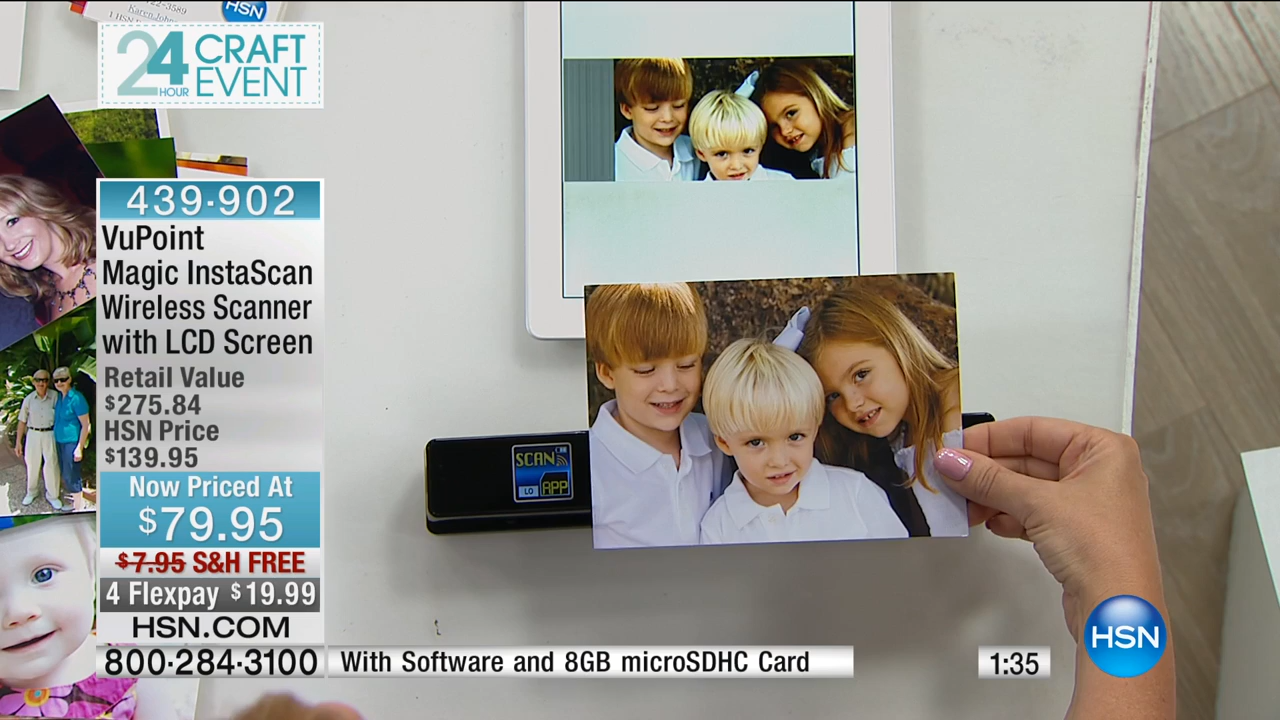 HSN
24
HOUR
CRAFT
EVENT
439·902
VuPoint
Magic InstaScan
Wireless Scanner
with LCD Screen
Retail Value
$275.84
HSN Price
$139.95
Now Priced At
$79.95
$7.95 S&H FREE
4 Flexpay $19.99
HSN.COM
800·284·3100
With Software and 8GB microSDHC Card
1:35
HSN
SCAN
LO APP